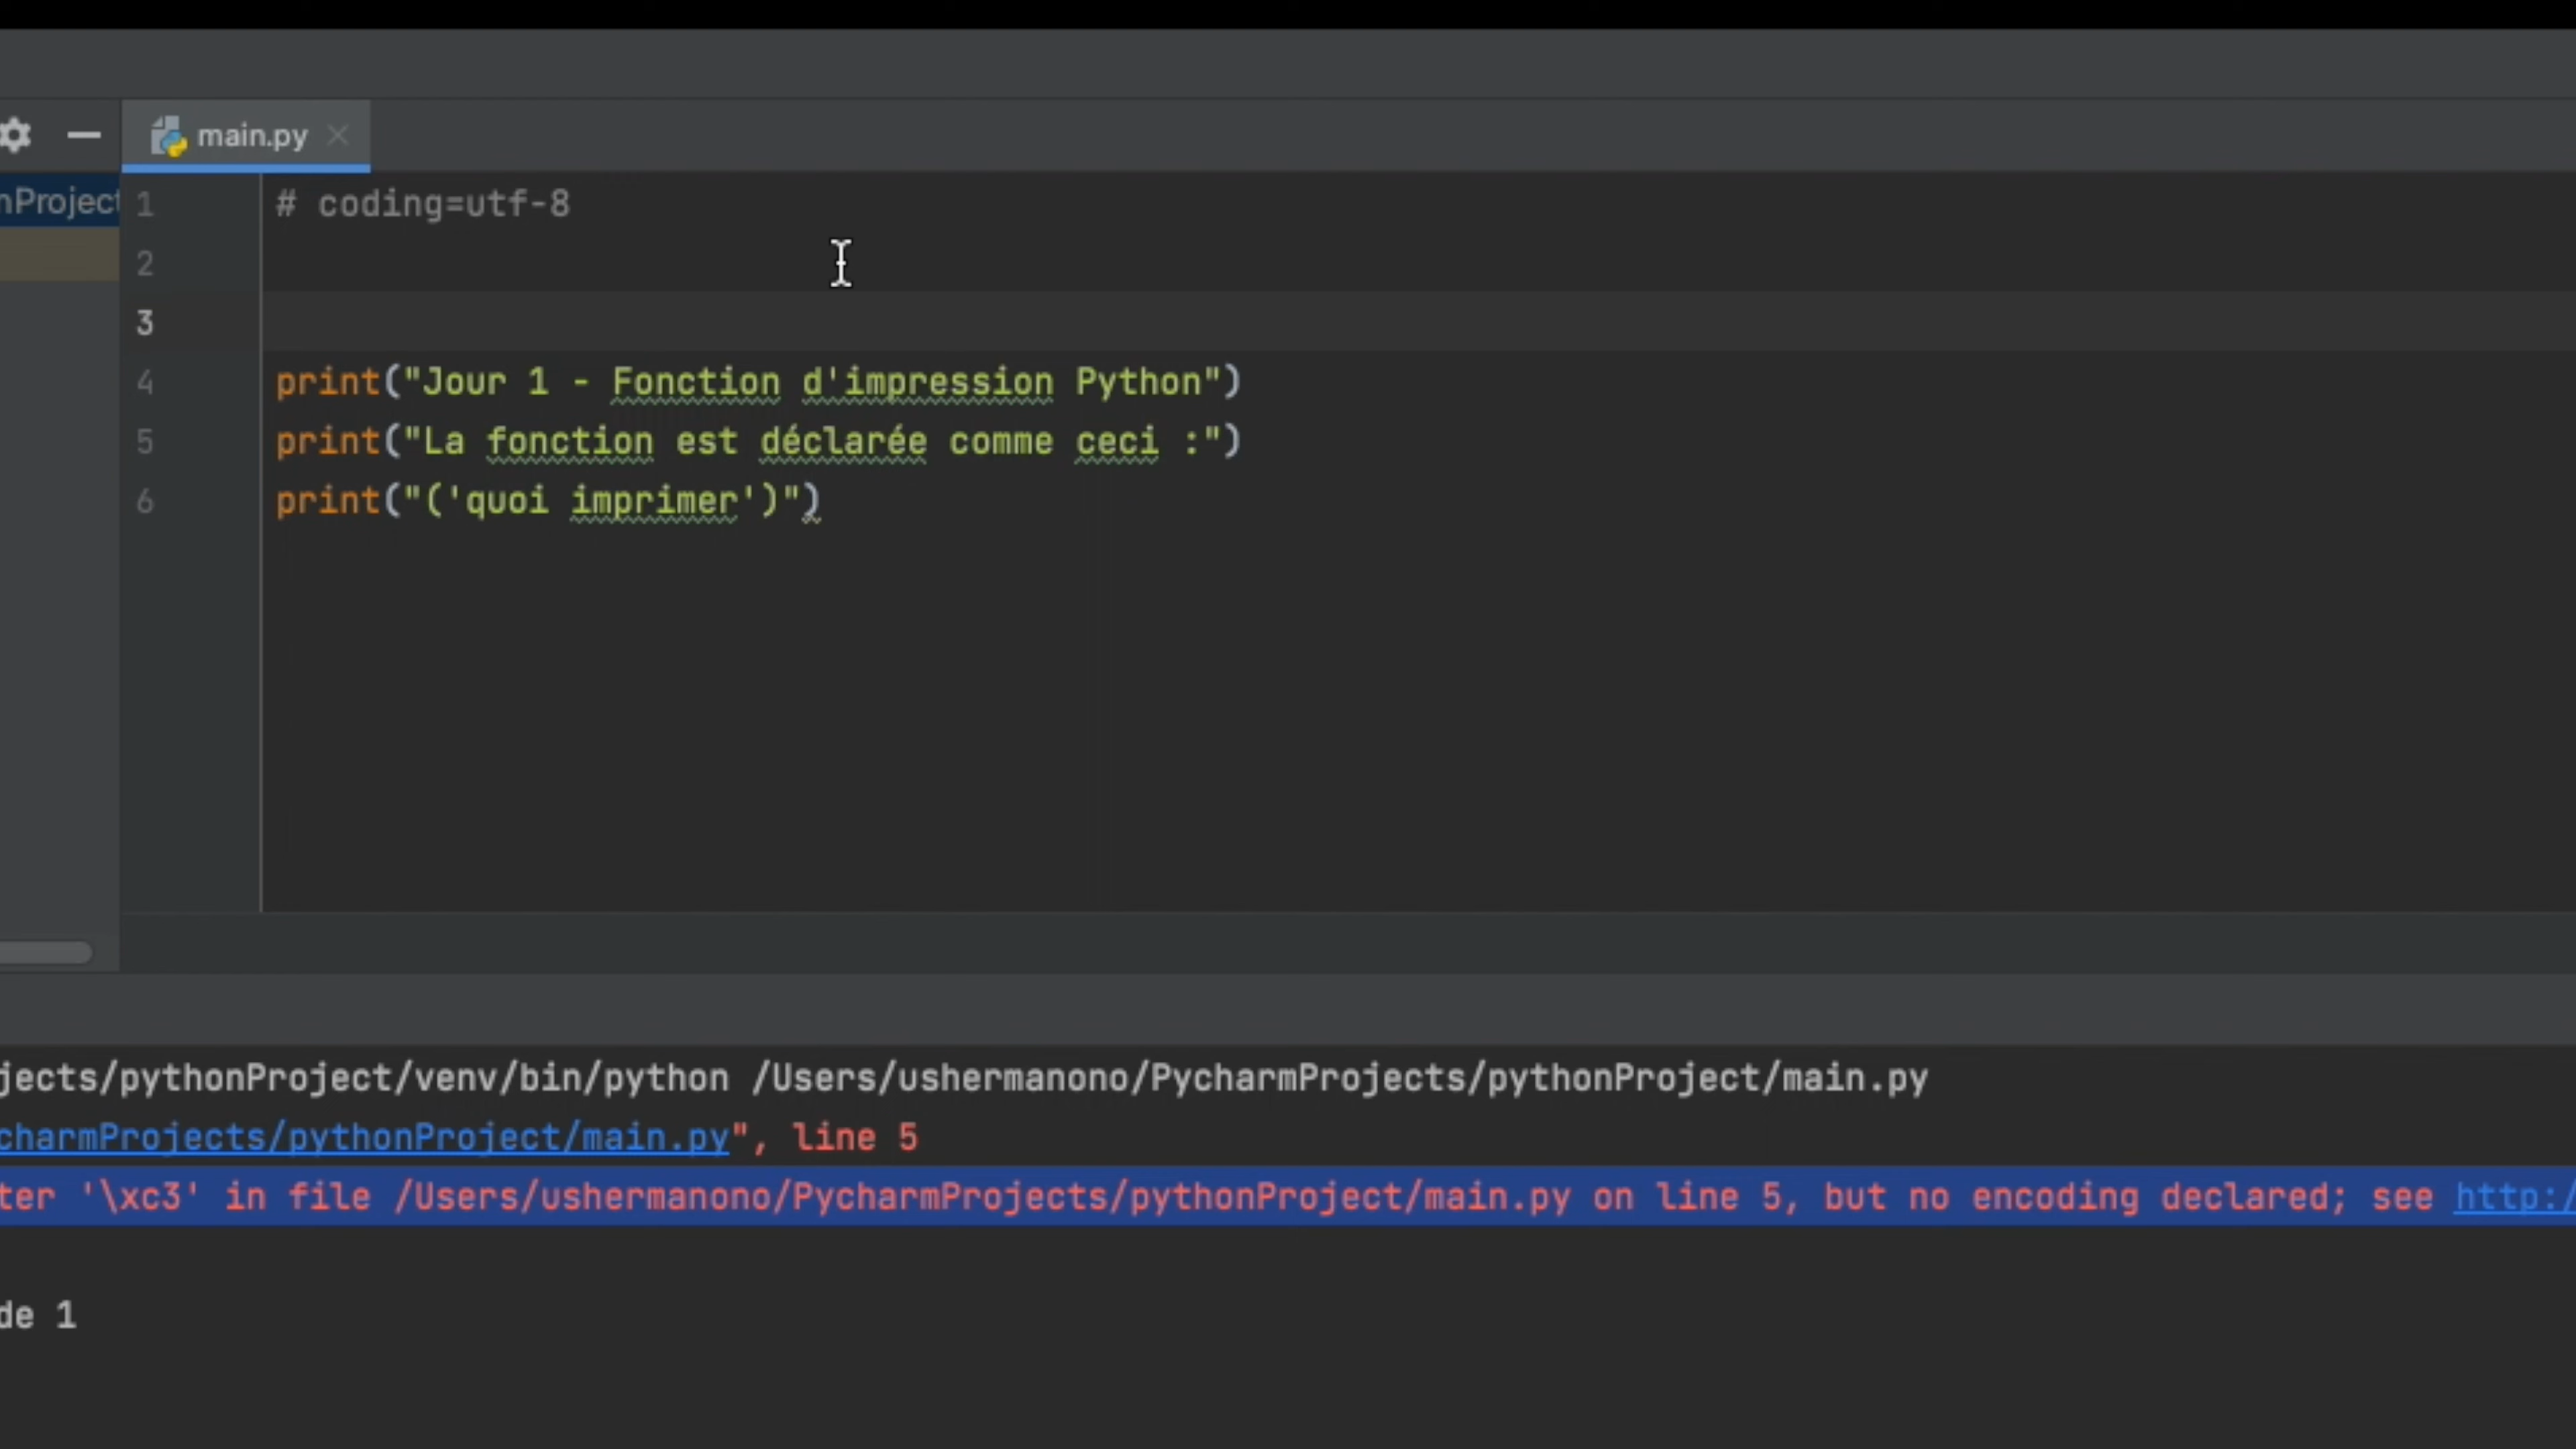 main.py
nProject
1 # coding=utf-8
2
3
4 print("Jour 1 - Fonction d'impression Python")
5 print("La fonction est déclarée comme ceci :")
6 print("('quoi imprimer')")
jects/pythonProject/venv/bin/python /Users/ushermanono/PycharmProjects/pythonProject/main.py
charmProjects/pythonProject/main.py", line 5
ter '\xc3' in file /Users/ushermanono/PycharmProjects/pythonProject/main.py on line 5, but no encoding declared; see http:/
de 1